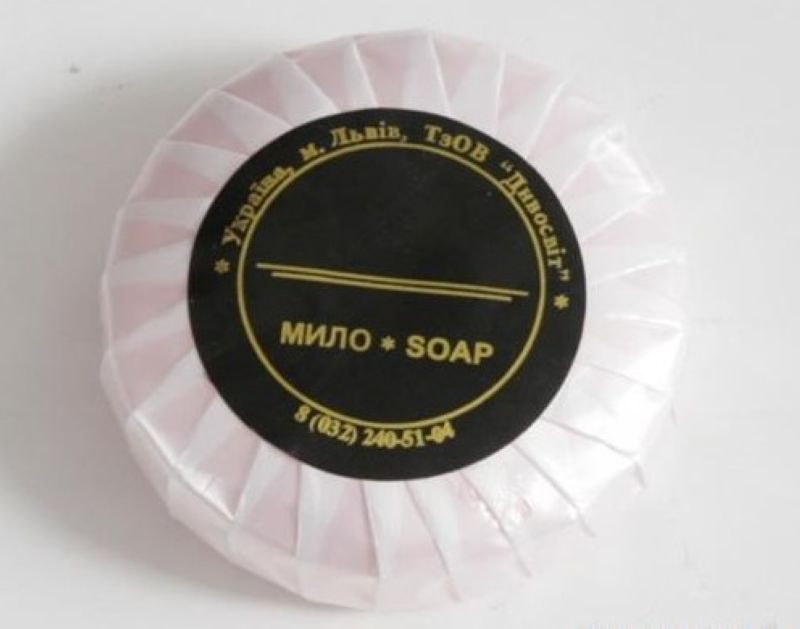 * Україна, м. Львів, ТзОВ "Дивосвіт" *
МИЛО * SOAP
8 (032) 240-51-04